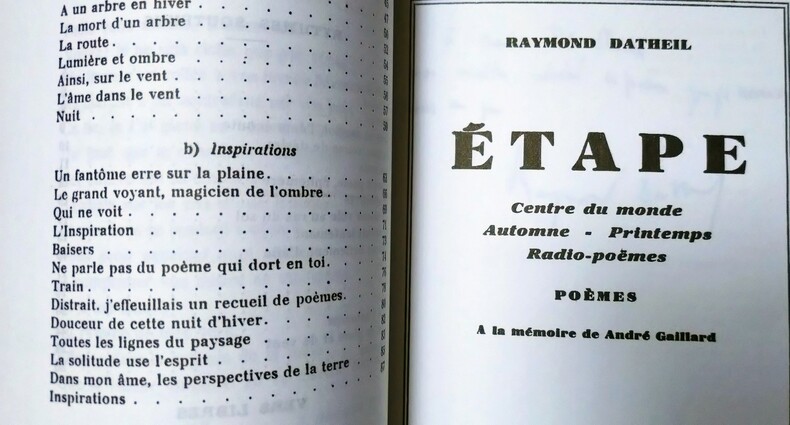 A un arbre en hiver . . . . . . . .
La mort d'un arbre . . . . . . . .
La route . . . . . . . . . .
Lumière et ombre . . . . . . . .
Ainsi, sur le vent . . . . . . . .
L'âme dans le vent . . . . . . . .
Nuit . . . . . . . . . . .
b) Inspirations
Un fantôme erre sur la plaine . . . . . .
Le grand voyant, magicien de l'ombre . . . .
Qui ne voit . . . . . . . . . .
L'Inspiration . . . . . . . . . .
Baisers . . . . . . . . . . .
Ne parle pas du poème qui dort en toi . . . .
Train . . . . . . . . . . .
Distrait. j'effeuillais un recueil de poèmes . . .
Douceur de cette nuit d'hiver . . . . . .
Toutes les lignes du paysage . . . . . .
La solitude use l'esprit . . . . . . .
Dans mon âme, les perspectives de la terre . .
Inspirations . . . . . . . . . .
RAYMOND DATHEIL
ÉTAPE
Centre du monde
Automne - Printemps
Radio-poëmes
POÈMES
A la mémoire de André Gaillard